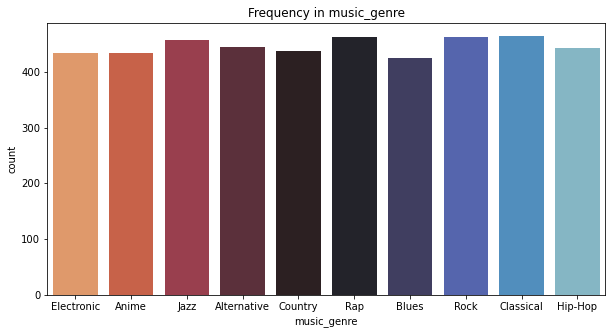 Frequency in music_genre
count
400
300
200
100
0
Electronic Anime Jazz Alternative Country Rap Blues Rock Classical Hip-Hop
music_genre